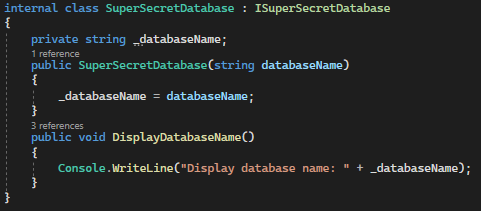 internal class SuperSecretDatabase : ISuperSecretDatabase
{
    private string _databaseName;
    1 reference
    public SuperSecretDatabase(string databaseName)
    {
        _databaseName = databaseName;
    }
    3 references
    public void DisplayDatabaseName()
    {
        Console.WriteLine("Display database name: " + _databaseName);
    }
}